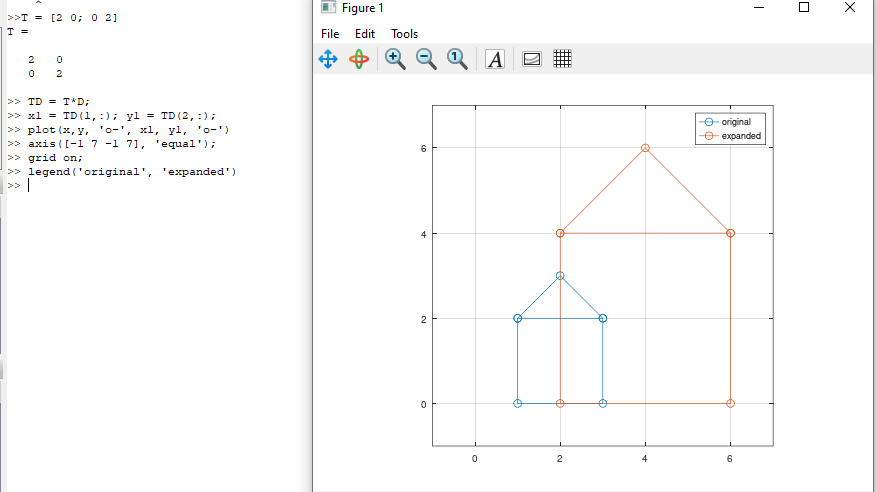 >>T = [2 0; 0 2]
T =
2 0
0 2
>> TD = T*D;
>> x1 = TD(1,:); y1 = TD(2,:);
>> plot(x,y, 'o-', x1, y1, 'o-')
>> axis([-1 7 -1 7], 'equal');
>> grid on;
>> legend('original', 'expanded')
>>
Figure 1
File Edit Tools
A
original
expanded
6
4
2
0
0 2 4 6